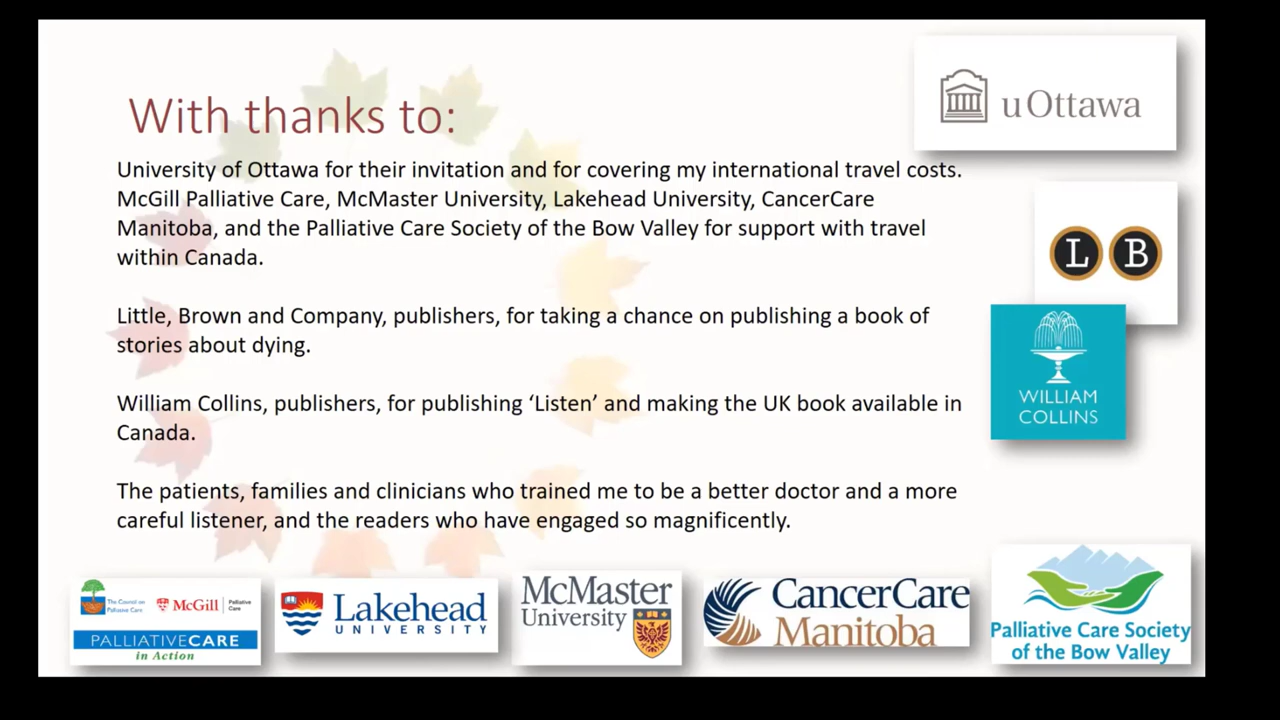 With thanks to:
uOttawa
University of Ottawa for their invitation and for covering my international travel costs.
McGill Palliative Care, McMaster University, Lakehead University, CancerCare
Manitoba, and the Palliative Care Society of the Bow Valley for support with travel
within Canada.
L B
Little, Brown and Company, publishers, for taking a chance on publishing a book of
stories about dying.
William Collins, publishers, for publishing ‘Listen’ and making the UK book available in
Canada.
WILLIAM
COLLINS
The patients, families and clinicians who trained me to be a better doctor and a more
careful listener, and the readers who have engaged so magnificently.
The Council on
Palliative Care
McGill
Palliative
Care
PALLIATIVECARE
in Action
Lakehead
UNIVERSITY
McMaster
University
CancerCare
Manitoba
Palliative Care Society
of the Bow Valley